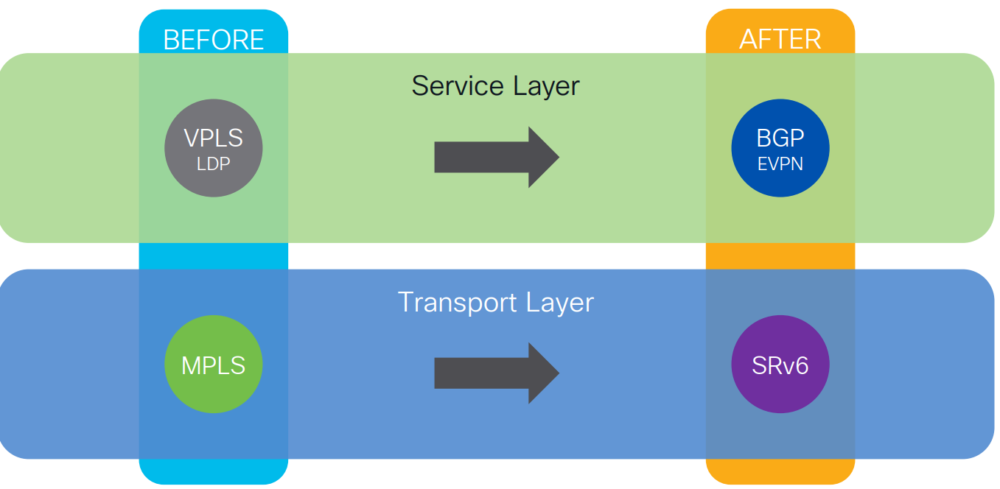 BEFORE
AFTER
Service Layer
VPLS
LDP
BGP
EVPN
Transport Layer
MPLS
SRv6